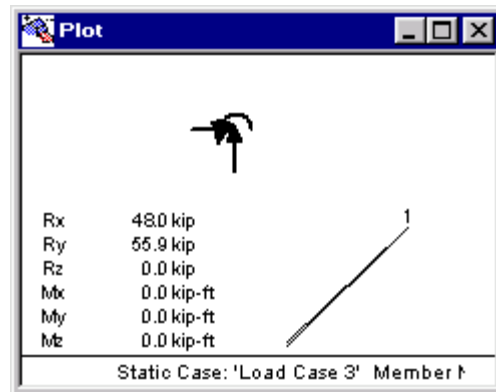 Plot
1
Rx 48.0 kip
Ry 55.9 kip
Rz 0.0 kip
Mx 0.0 kip-ft
My 0.0 kip-ft
Mz 0.0 kip-ft
Static Case: 'Load Case 3' Member